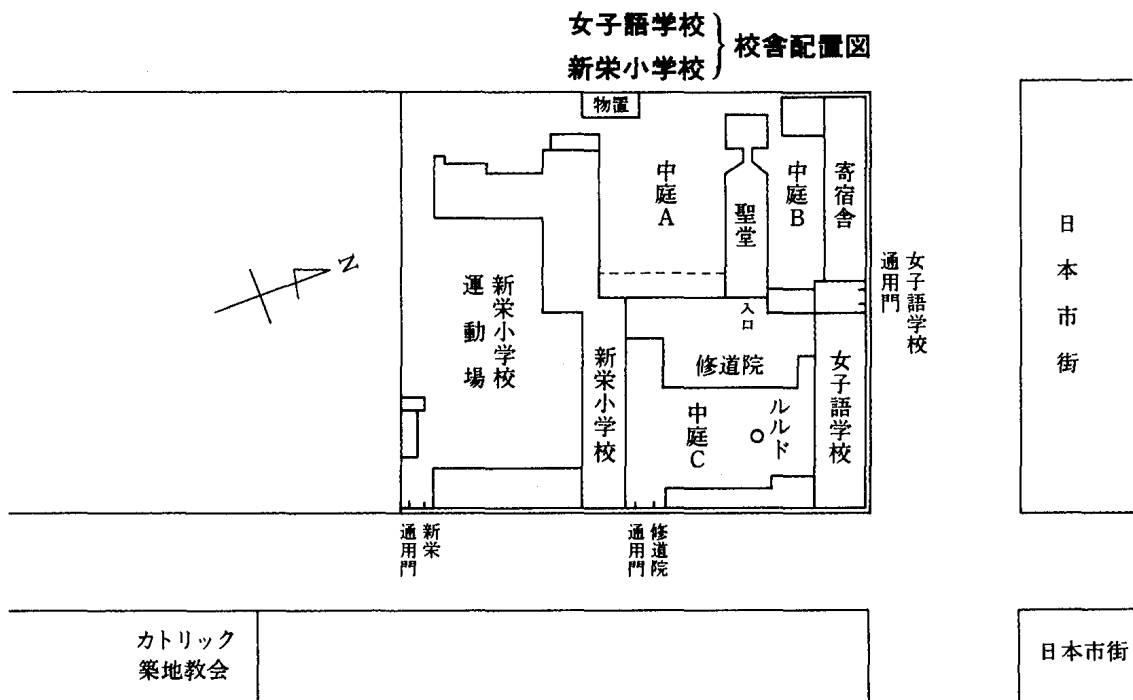 女子語学校
新栄小学校
校舎配置図
物置
中庭A
聖堂
中庭B
寄宿舎
日本市街
女子語学校
通用門
N
新栄小学校
運動場
入口
修道院
新栄小学校
女子語学校
中庭C
ルルド
新栄
通用門
修道院
通用門
カトリック
築地教会
日本市街